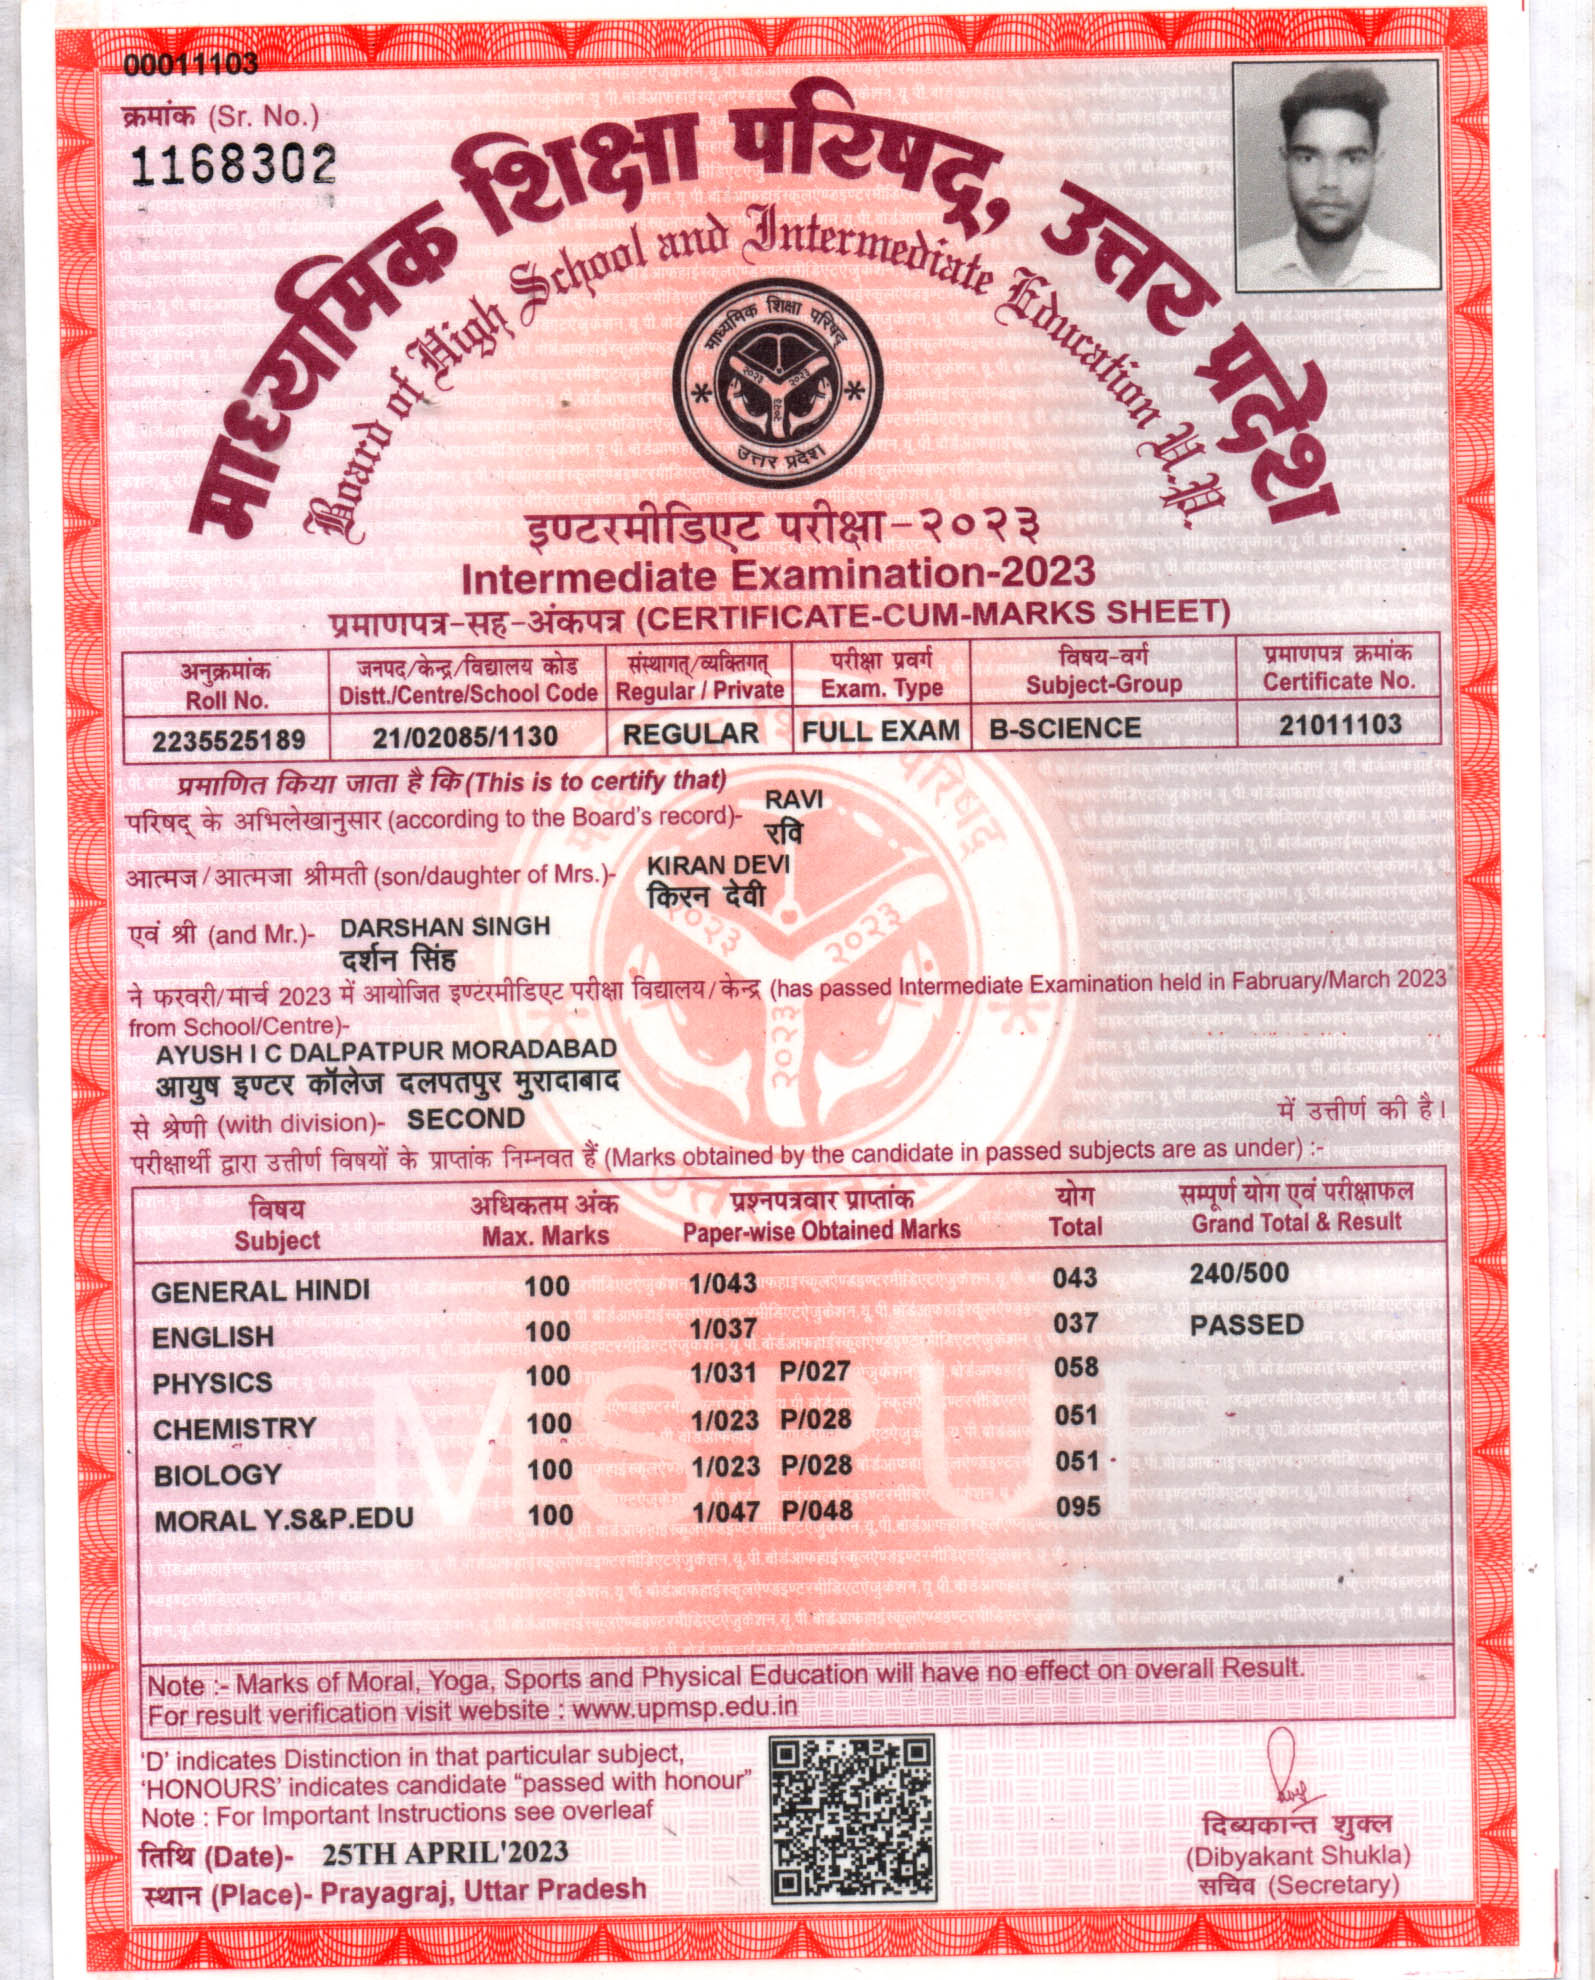 00011103
क्रमांक (Sr. No.)
1168302
माध्यमिक शिक्षा परिषद्, उत्तर प्रदेश
Board of High School and Intermediate Education U.P.
माध्यमिक शिक्षा परिषद्
२०२३ २०२३
२०२३
उत्तर प्रदेश
इण्टरमीडिएट परीक्षा-२०२३
Intermediate Examination-2023
प्रमाणपत्र-सह-अंकपत्र (CERTIFICATE-CUM-MARKS SHEET)
अनुक्रमांक जनपद/केन्द्र/विद्यालय कोड संस्थागत्/व्यक्तिगत् परीक्षा प्रवर्ग विषय-वर्ग प्रमाणपत्र क्रमांक
Roll No. Distt./Centre/School Code Regular / Private Exam. Type Subject-Group Certificate No.
2235525189 21/02085/1130 REGULAR FULL EXAM B-SCIENCE 21011103
प्रमाणित किया जाता है कि (This is to certify that)
RAVI
परिषद् के अभिलेखानुसार (according to the Board's record)-
रवि
KIRAN DEVI
आत्मज/आत्मजा श्रीमती (son/daughter of Mrs.)-
किरन देवी
एवं श्री (and Mr.)- DARSHAN SINGH
दर्शन सिंह
ने फरवरी/मार्च 2023 में आयोजित इण्टरमीडिएट परीक्षा विद्यालय/केन्द्र (has passed Intermediate Examination held in Fabruary/March 2023
from School/Centre)-
AYUSH I C DALPATPUR MORADABAD
आयुष इण्टर कॉलेज दलपतपुर मुरादाबाद
से श्रेणी (with division)- SECOND में उत्तीर्ण की है।
परीक्षार्थी द्वारा उत्तीर्ण विषयों के प्राप्तांक निम्नवत हैं (Marks obtained by the candidate in passed subjects are as under) :-
विषय अधिकतम अंक प्रश्नपत्रवार प्राप्तांक योग सम्पूर्ण योग एवं परीक्षाफल
Subject Max. Marks Paper-wise Obtained Marks Total Grand Total & Result
GENERAL HINDI 100 1/043 043 240/500
ENGLISH 100 1/037 037 PASSED
PHYSICS 100 1/031 P/027 058
CHEMISTRY 100 1/023 P/028 051
BIOLOGY 100 1/023 P/028 051
MORAL Y.S&P.EDU 100 1/047 P/048 095
MSPUP
Note :- Marks of Moral, Yoga, Sports and Physical Education will have no effect on overall Result.
For result verification visit website : www.upmsp.edu.in
'D' indicates Distinction in that particular subject,
'HONOURS' indicates candidate "passed with honour"
Note : For Important Instructions see overleaf
तिथि (Date)- 25TH APRIL'2023
स्थान (Place)- Prayagraj, Uttar Pradesh
दिब्यकान्त शुक्ल
(Dibyakant Shukla)
सचिव (Secretary)